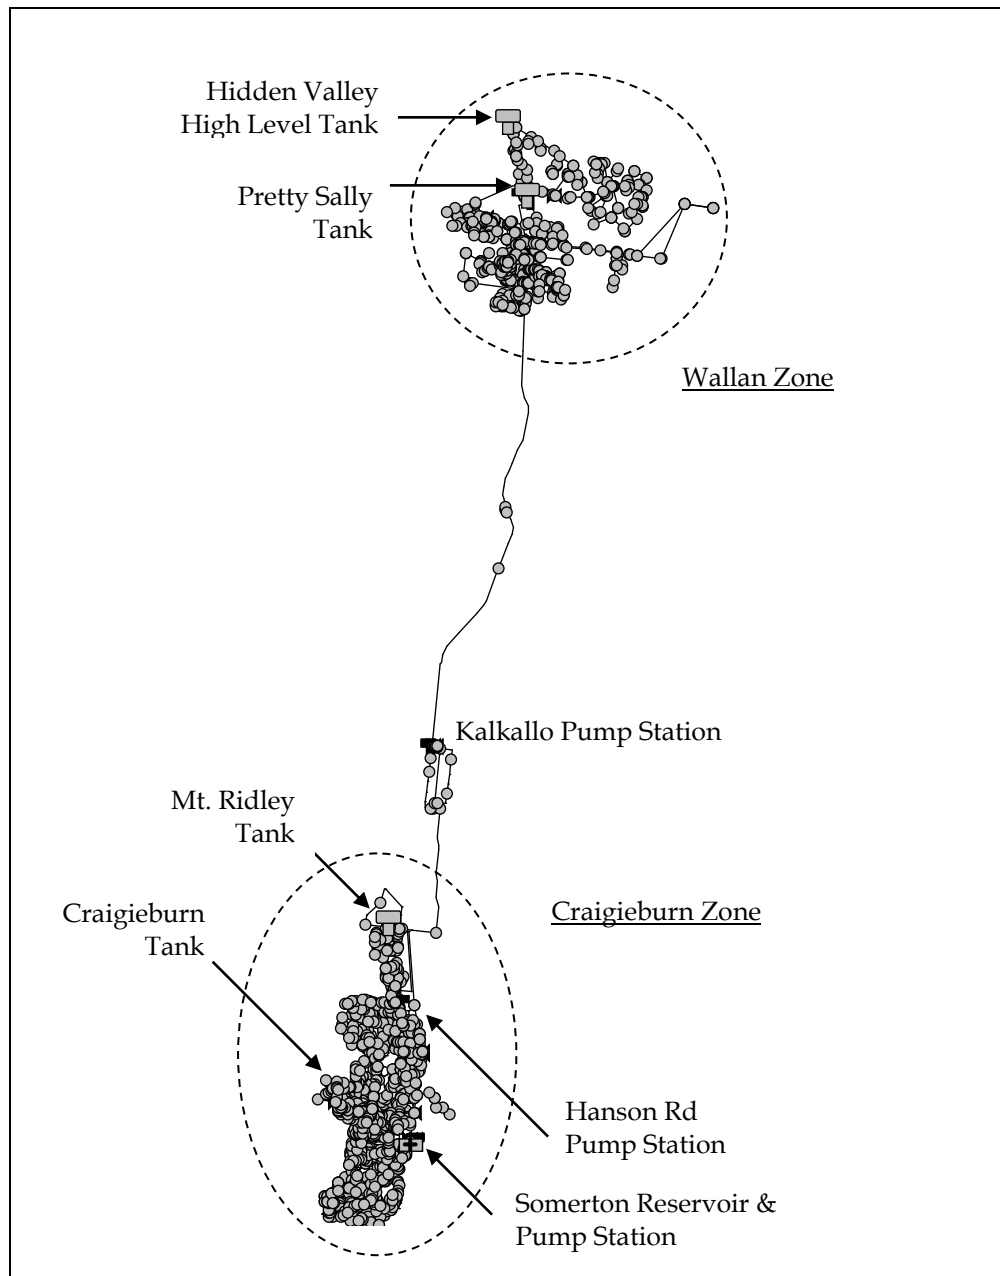 Hidden Valley
High Level Tank
Pretty Sally
Tank
Wallan Zone
Kalkallo Pump Station
Mt. Ridley
Tank
Craigieburn
Tank
Craigieburn Zone
Hanson Rd
Pump Station
Somerton Reservoir &
Pump Station